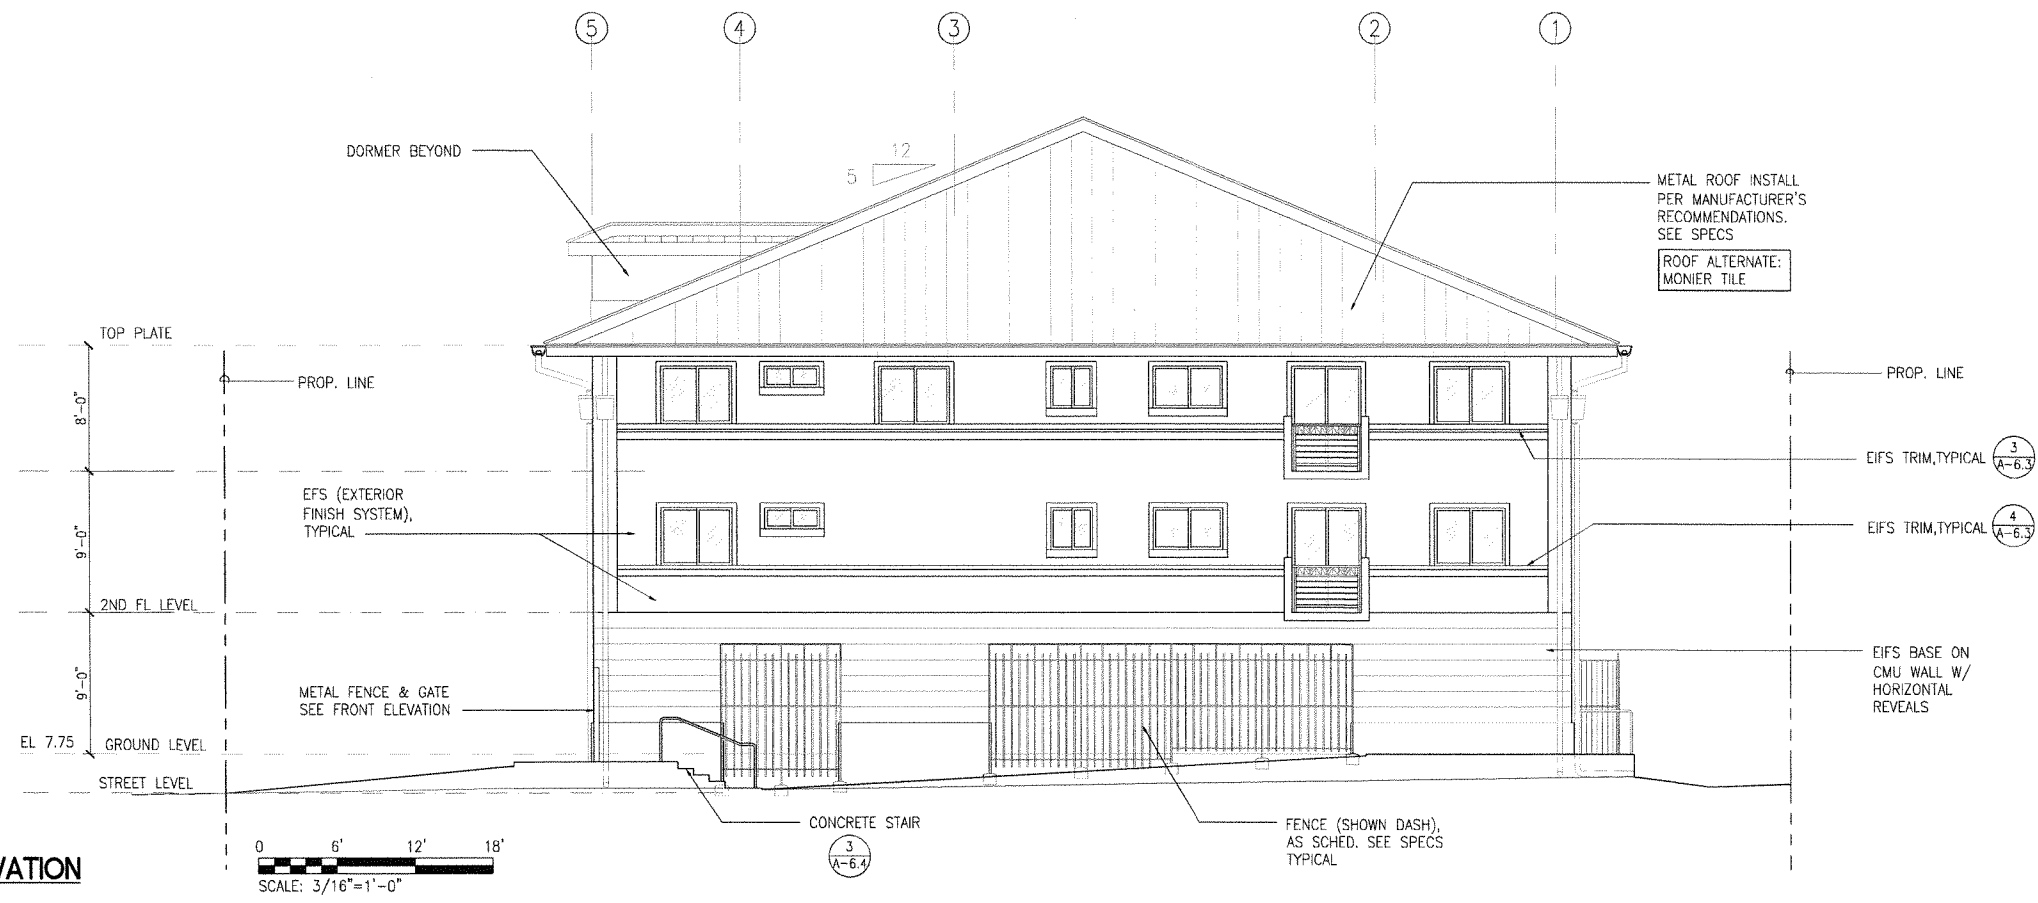 5
4
3
2
1
DORMER BEYOND
12
5
METAL ROOF INSTALL
PER MANUFACTURER'S
RECOMMENDATIONS.
SEE SPECS
ROOF ALTERNATE:
MONIER TILE
TOP PLATE
PROP. LINE
PROP. LINE
8'-0"
EIFS TRIM,TYPICAL
3
A-6.3
EFS (EXTERIOR
FINISH SYSTEM),
TYPICAL
9'-0"
EIFS TRIM,TYPICAL
4
A-6.3
2ND FL LEVEL
EIFS BASE ON
CMU WALL W/
HORIZONTAL
REVEALS
9'-0"
METAL FENCE & GATE
SEE FRONT ELEVATION
EL 7.75
GROUND LEVEL
STREET LEVEL
CONCRETE STAIR
3
A-6.4
FENCE (SHOWN DASH),
AS SCHED. SEE SPECS
TYPICAL
VATION
0 6' 12' 18'
SCALE: 3/16"=1'-0"